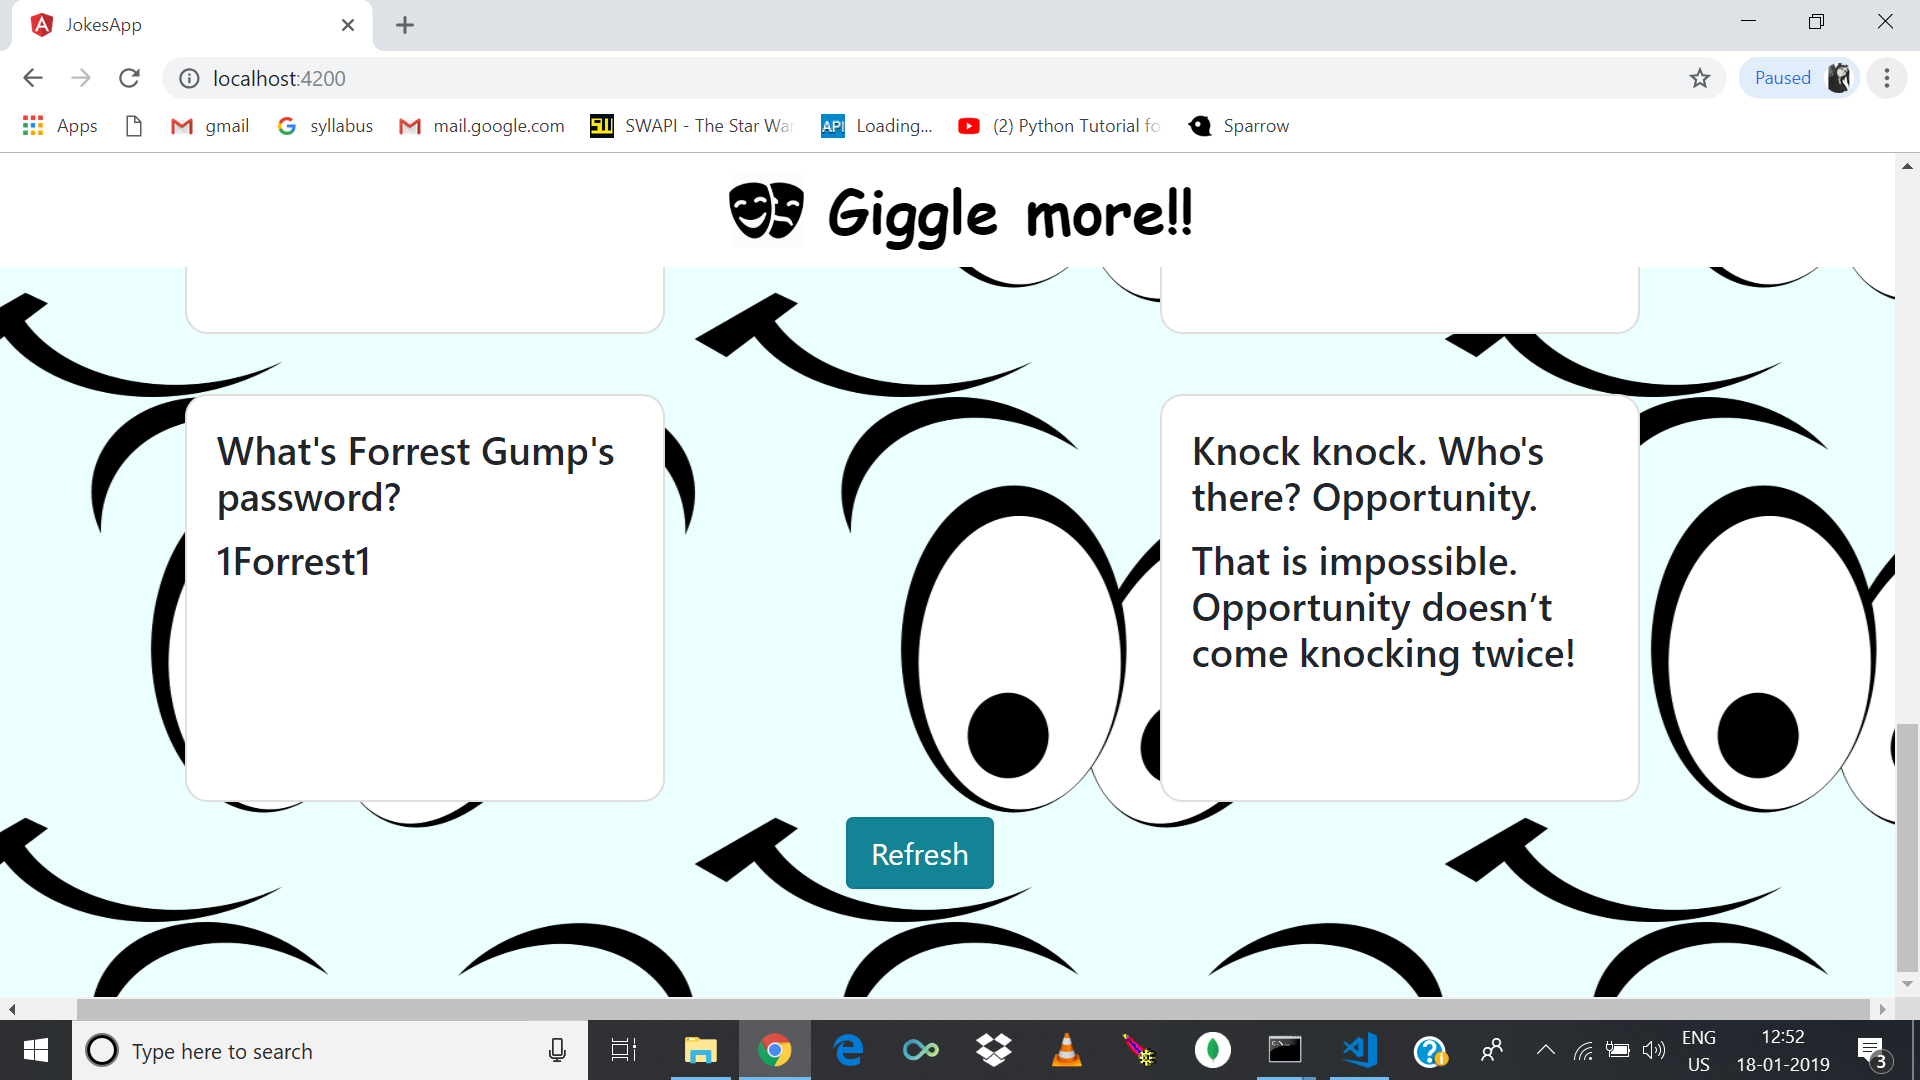 JokesApp
localhost:4200
Paused
Apps
gmail
syllabus
mail.google.com
SWAPI - The Star War
API
Loading...
(2) Python Tutorial fo
Sparrow
Giggle more!!
What's Forrest Gump's
password?
1Forrest1
Knock knock. Who's
there? Opportunity.
That is impossible.
Opportunity doesn’t
come knocking twice!
Refresh
Type here to search
ENG
US
12:52
18-01-2019
3